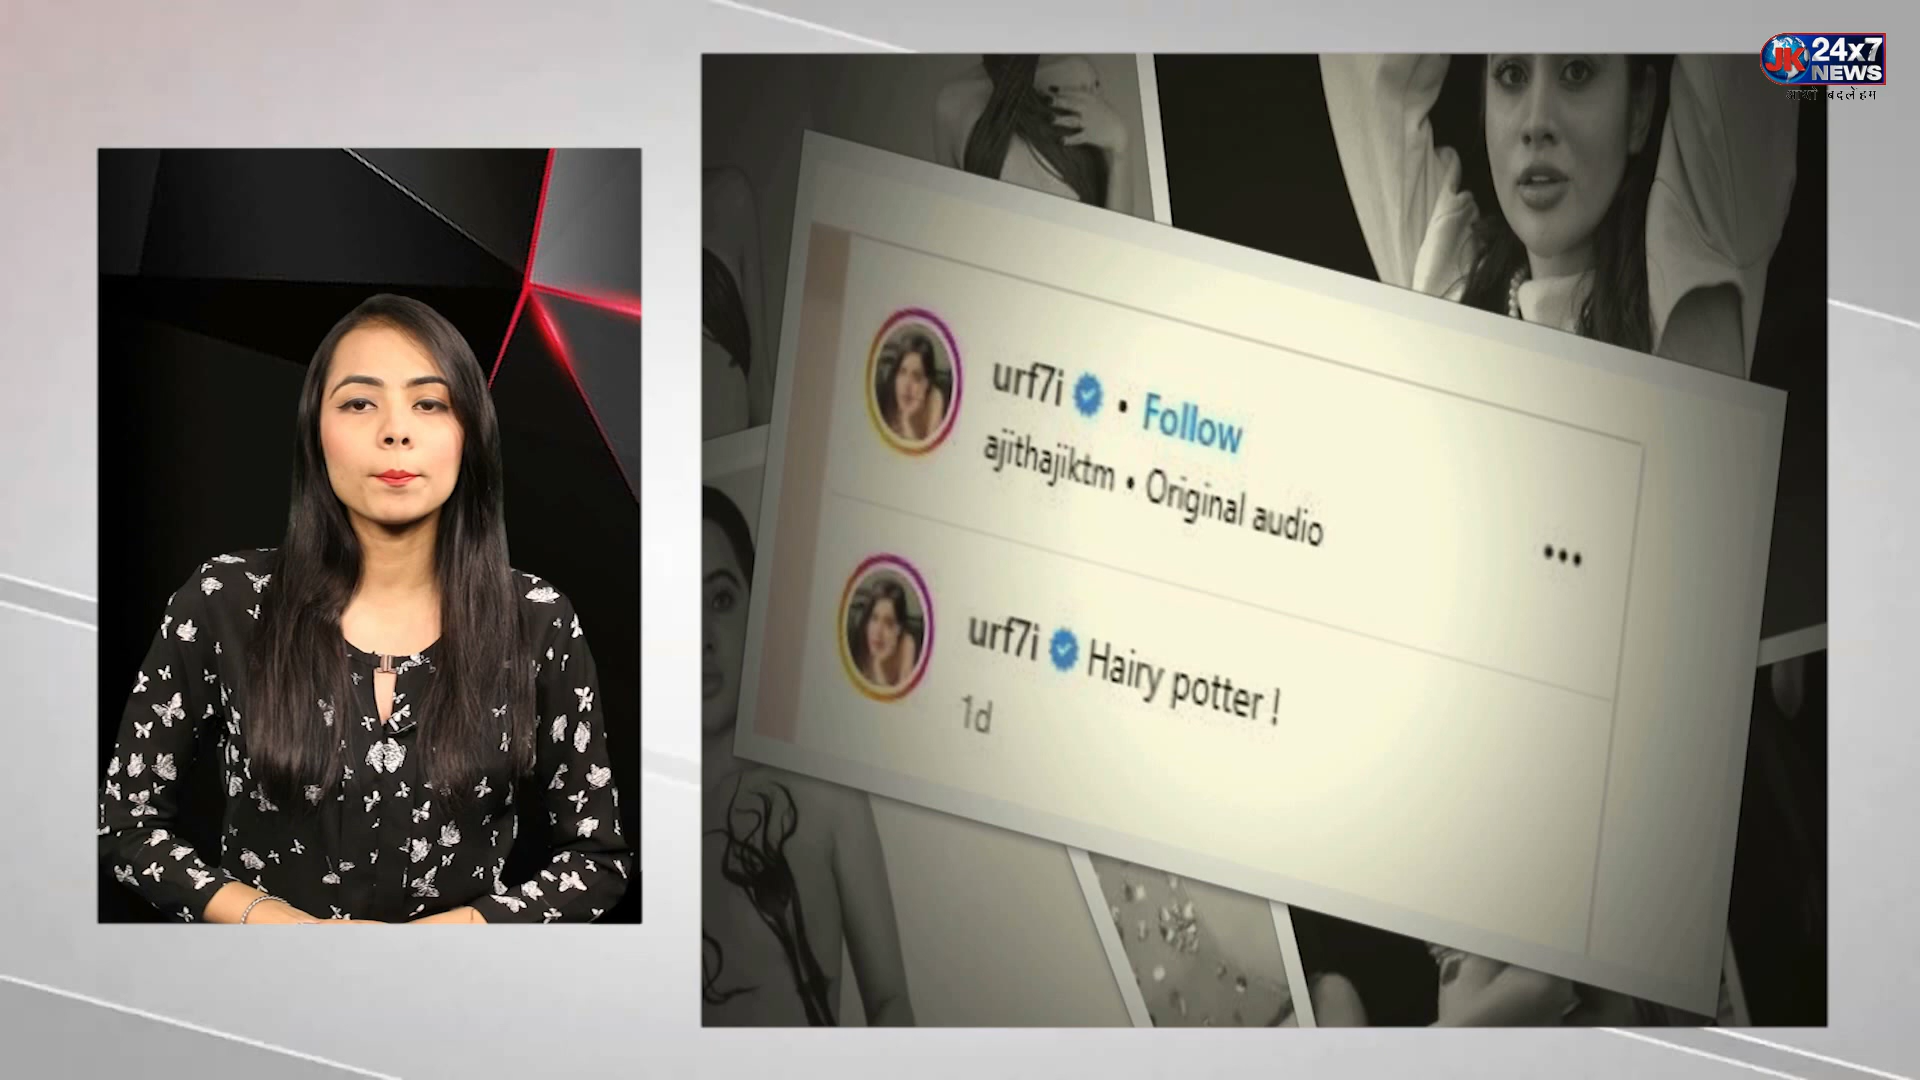 JK 24x7
NEWS
urf7i • Follow
ajithajiktm • Original audio
•••
urf7i Hairy potter !
1d